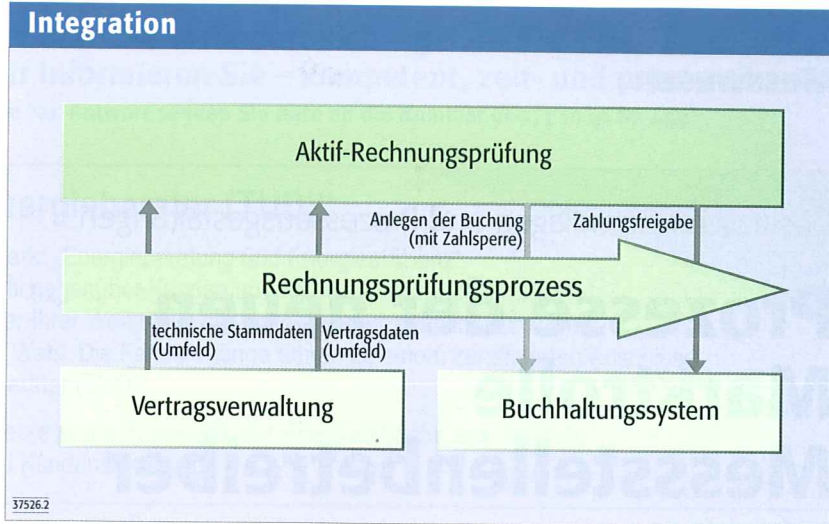 Integration
Aktif-Rechnungsprüfung
Anlegen der Buchung
(mit Zahlsperre)
Zahlungsfreigabe
Rechnungsprüfungsprozess
technische Stammdaten
(Umfeld)
Vertragsdaten
(Umfeld)
Vertragsverwaltung
Buchhaltungssystem
37526.2